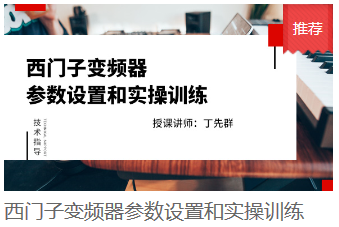 推荐
西门子变频器
参数设置和实操训练
授课讲师：丁先群
技术指导
西门子变频器参数设置和实操训练